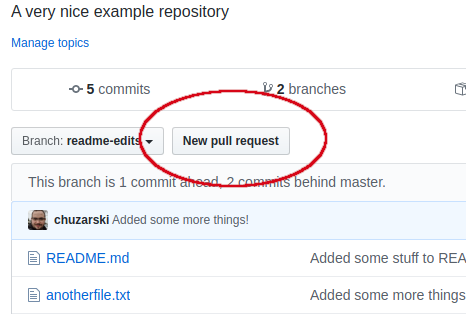 A very nice example repository
Manage topics
5 commits 2 branches
Branch: readme-edits New pull request
This branch is 1 commit ahead, 2 commits behind master.
chuzarski Added some more things!
README.md Added some stuff to REA
anotherfile.txt Added some more things